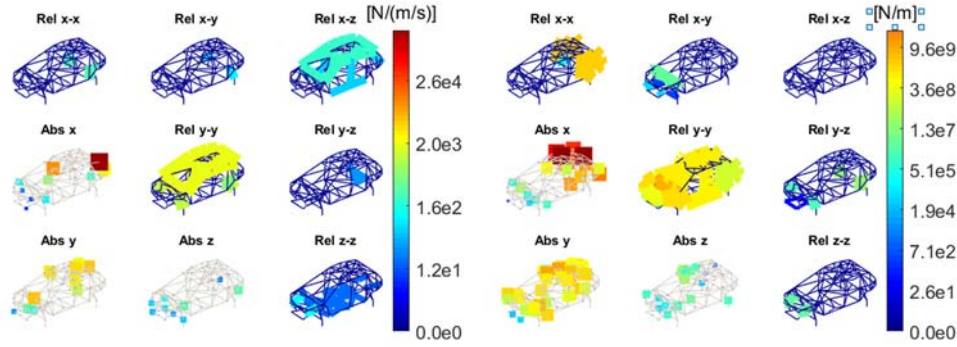 [N/(m/s)]
Rel x-x Rel x-y Rel x-z
2.6e4
Abs x Rel y-y Rel y-z
2.0e3
1.6e2
Abs y Abs z Rel z-z
1.2e1
0.0e0
[N/m]
Rel x-x Rel x-y Rel x-z
9.6e9
3.6e8
Abs x Rel y-y Rel y-z
1.3e7
5.1e5
1.9e4
Abs y Abs z Rel z-z
7.1e2
2.6e1
0.0e0